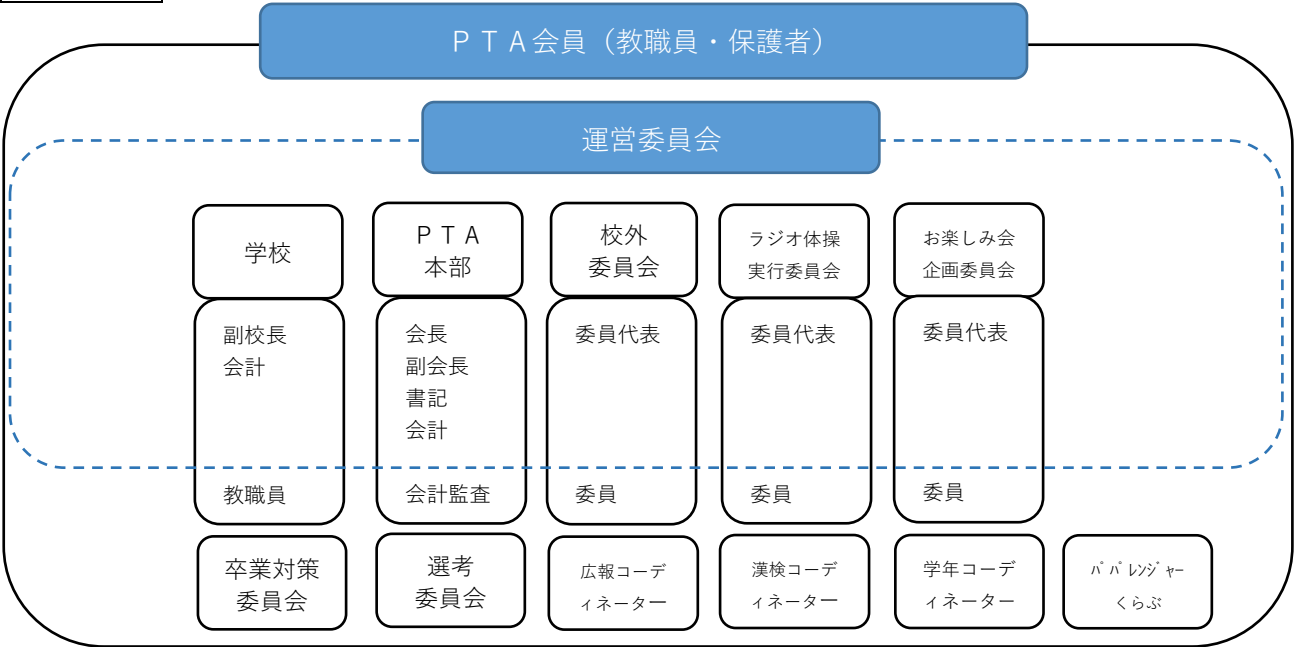 ＰＴＡ会員（教職員・保護者）
運営委員会
学校
ＰＴＡ
本部
校外
委員会
ラジオ体操
実行委員会
お楽しみ会
企画委員会
副校長
会計
教職員
会長
副会長
書記
会計
会計監査
委員代表
委員
委員代表
委員
委員代表
委員
卒業対策
委員会
選考
委員会
広報コーデ
ィネーター
漢検コーデ
ィネーター
学年コーデ
ィネーター
ﾊﾟﾊﾟﾚﾝｼﾞｬｰ
くらぶ